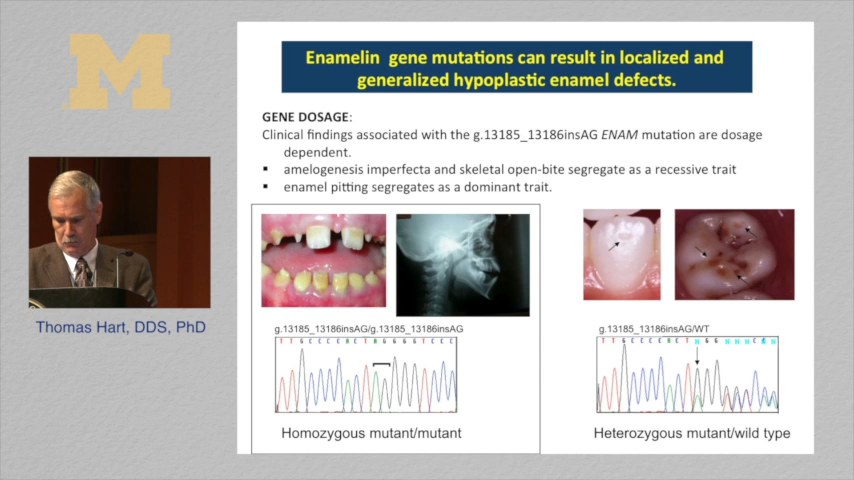 M
Enamelin gene mutations can result in localized and
generalized hypoplastic enamel defects.
GENE DOSAGE:
Clinical findings associated with the g.13185_13186insAG ENAM mutation are dosage
dependent.
▪ amelogenesis imperfecta and skeletal open-bite segregate as a recessive trait
▪ enamel pitting segregates as a dominant trait.
Thomas Hart, DDS, PhD
g.13185_13186insAG/g.13185_13186insAG
g.13185_13186insAG/WT
Homozygous mutant/mutant
Heterozygous mutant/wild type